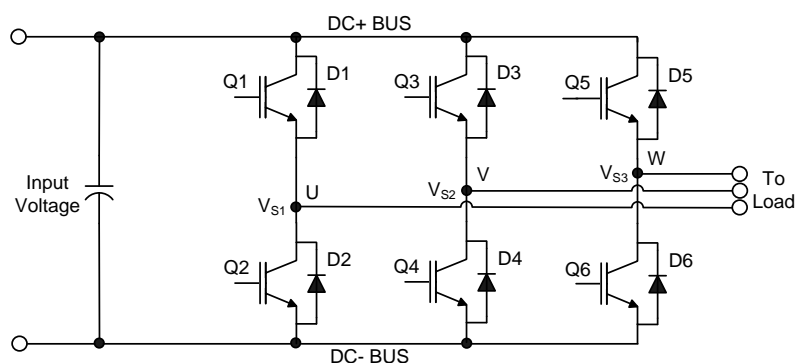 DC+ BUS
Q1
D1
Q3
D3
Q5
D5
Input
Voltage
VS1
U
VS2
V
VS3
W
To
Load
Q2
D2
Q4
D4
Q6
D6
DC- BUS